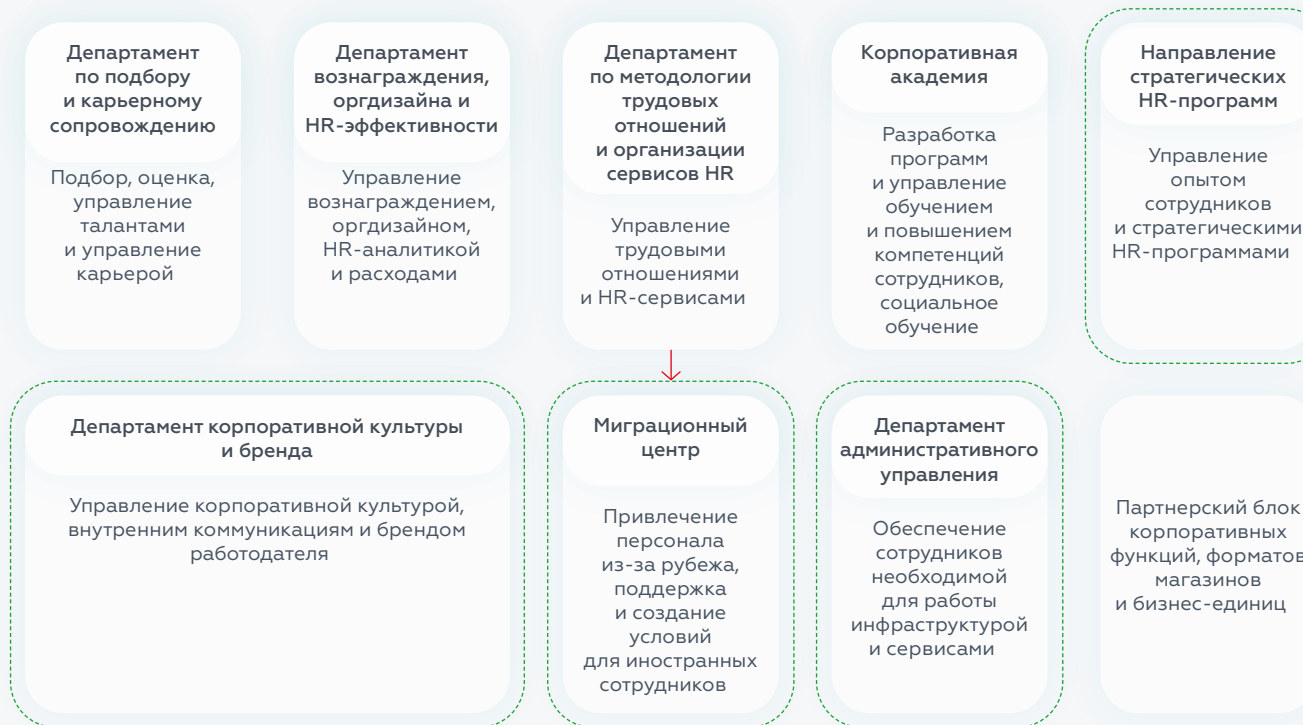 Департамент
по подбору
и карьерному
сопровождению
Подбор, оценка,
управление
талантами
и управление
карьерой
Департамент
вознаграждения,
оргдизайна и
HR-эффективности
Управление
вознаграждением,
оргдизайном,
HR-аналитикой
и расходами
Департамент
по методологии
трудовых
отношений
и организации
сервисов HR
Управление
трудовыми
отношениями
и HR-сервисами
Корпоративная
академия
Разработка
программ
и управление
обучением
и повышением
компетенций
сотрудников,
социальное
обучение
Направление
стратегических
HR-программ
Управление
опытом
сотрудников
и стратегическими
HR-программами
Департамент корпоративной культуры
и бренда
Управление корпоративной культурой,
внутренним коммуникациям и брендом
работодателя
Миграционный
центр
Привлечение
персонала
из-за рубежа,
поддержка
и создание
условий
для иностранных
сотрудников
Департамент
административного
управления
Обеспечение
сотрудников
необходимой
для работы
инфраструктурой
и сервисами
Партнерский блок
корпоративных
функций, форматов
магазинов
и бизнес-единиц